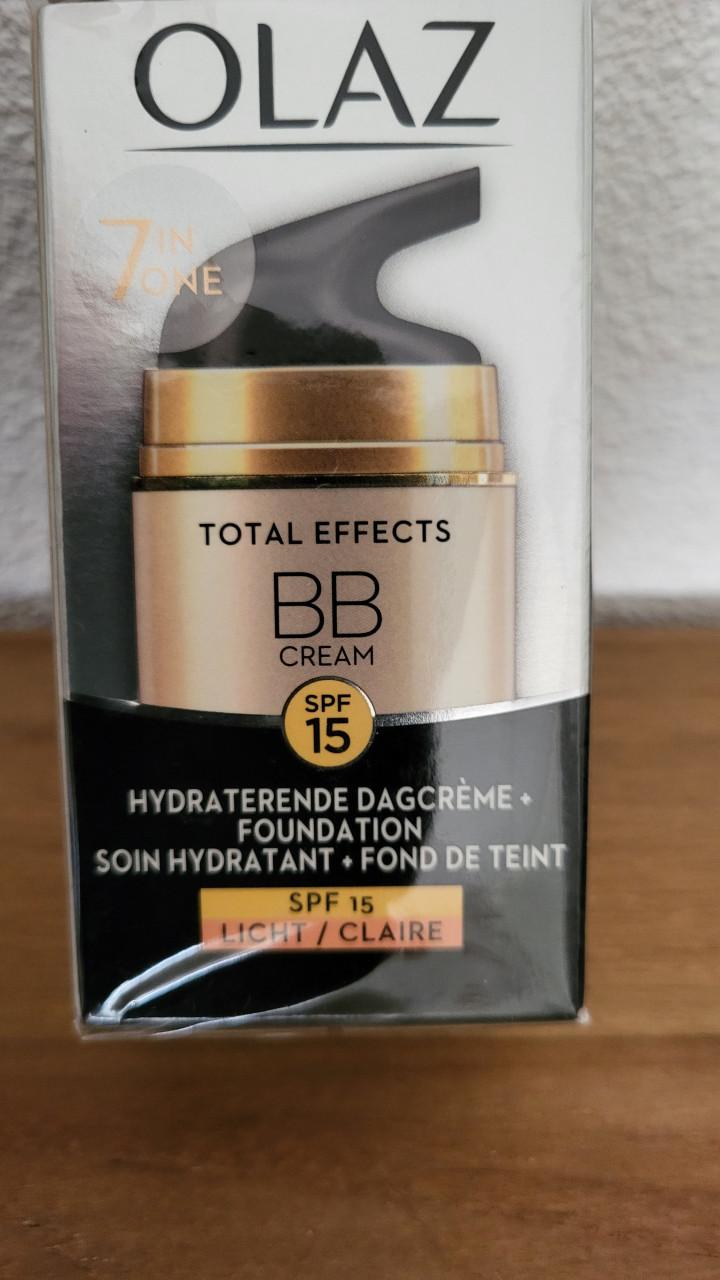 OLAZ
7 IN
ONE
TOTAL EFFECTS
BB
CREAM
SPF
15
HYDRATERENDE DAGCRÈME +
FOUNDATION
SOIN HYDRATANT + FOND DE TEINT
SPF 15
LICHT / CLAIRE